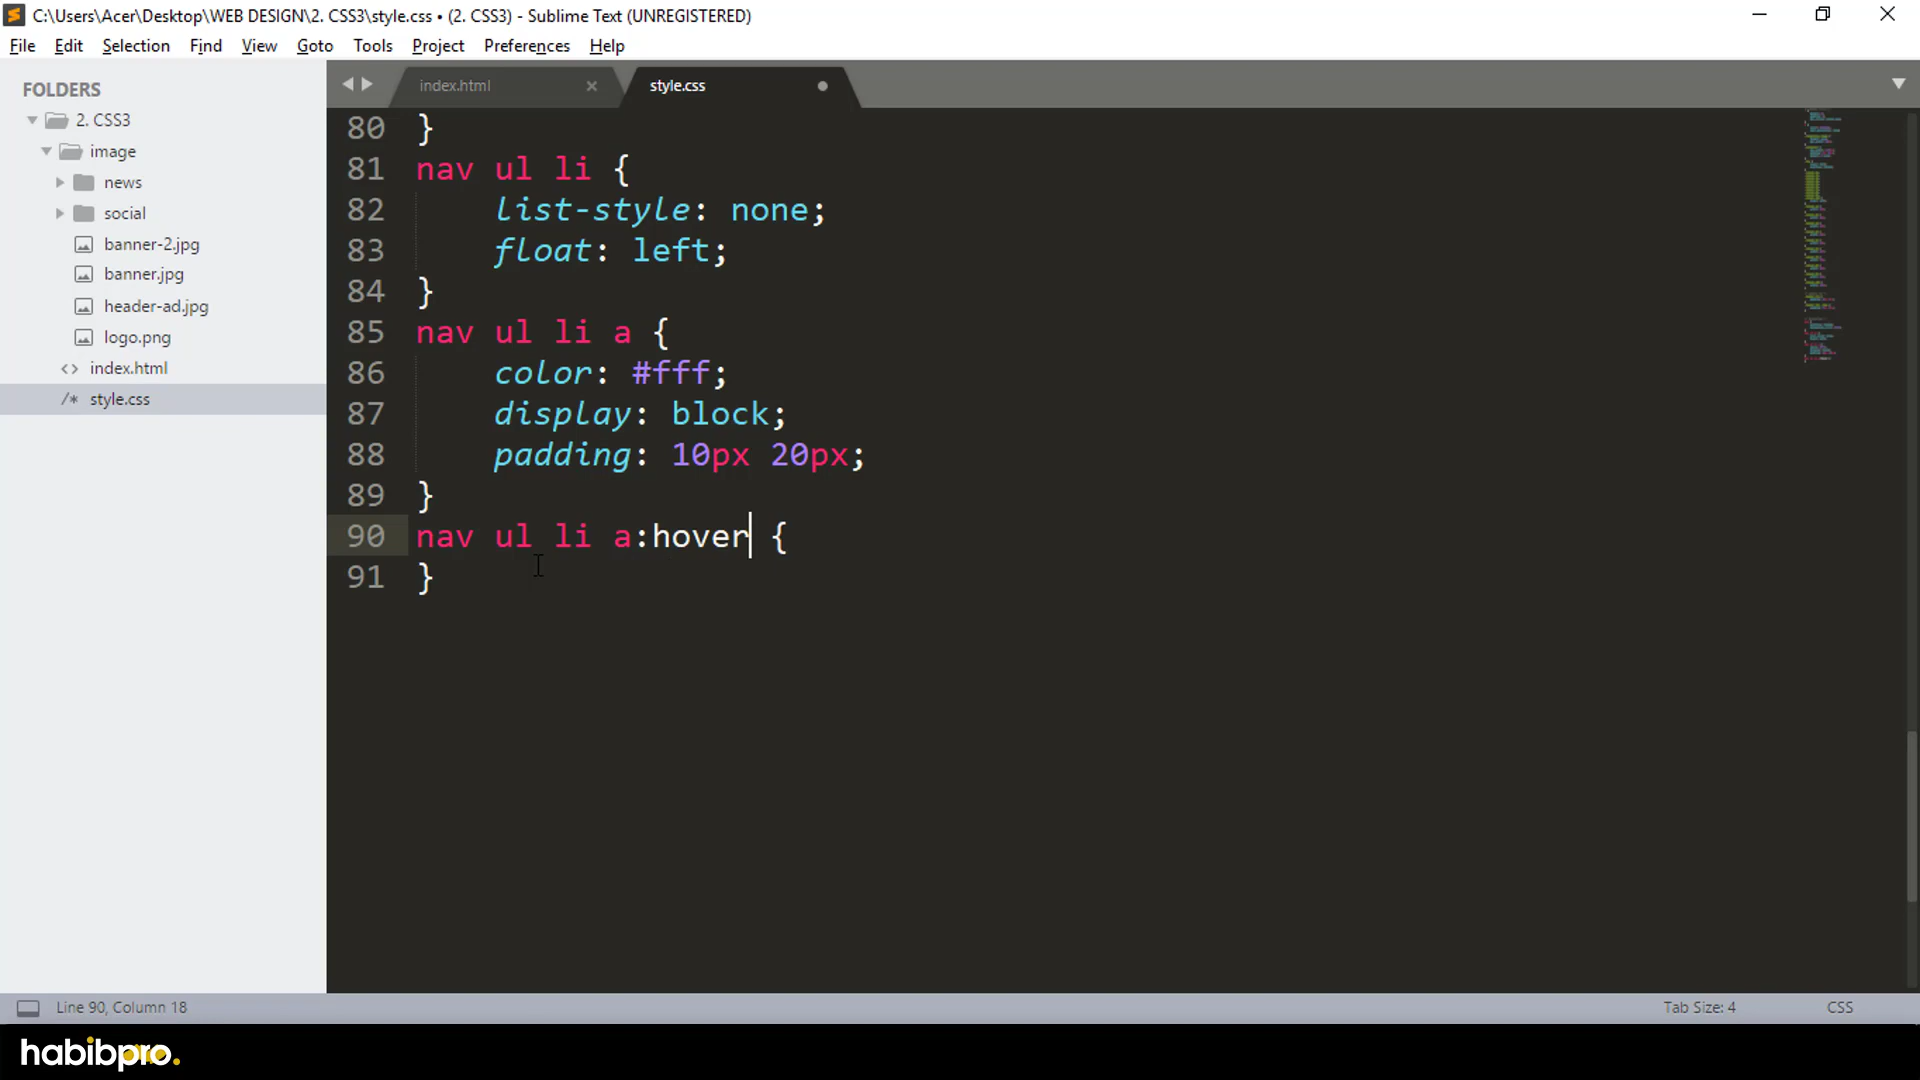 C:\Users\Acer\Desktop\WEB DESIGN\2. CSS3\style.css • (2. CSS3) - Sublime Text (UNREGISTERED)
File Edit Selection Find View Goto Tools Project Preferences Help
FOLDERS
2. CSS3
image
news
social
banner-2.jpg
banner.jpg
header-ad.jpg
logo.png
<> index.html
/* style.css
index.html ×
style.css
80 }
81 nav ul li {
82 list-style: none;
83 float: left;
84 }
85 nav ul li a {
86 color: #fff;
87 display: block;
88 padding: 10px 20px;
89 }
90 nav ul li a:hover {
91 }
Line 90, Column 18
Tab Size: 4
CSS
habibpro.